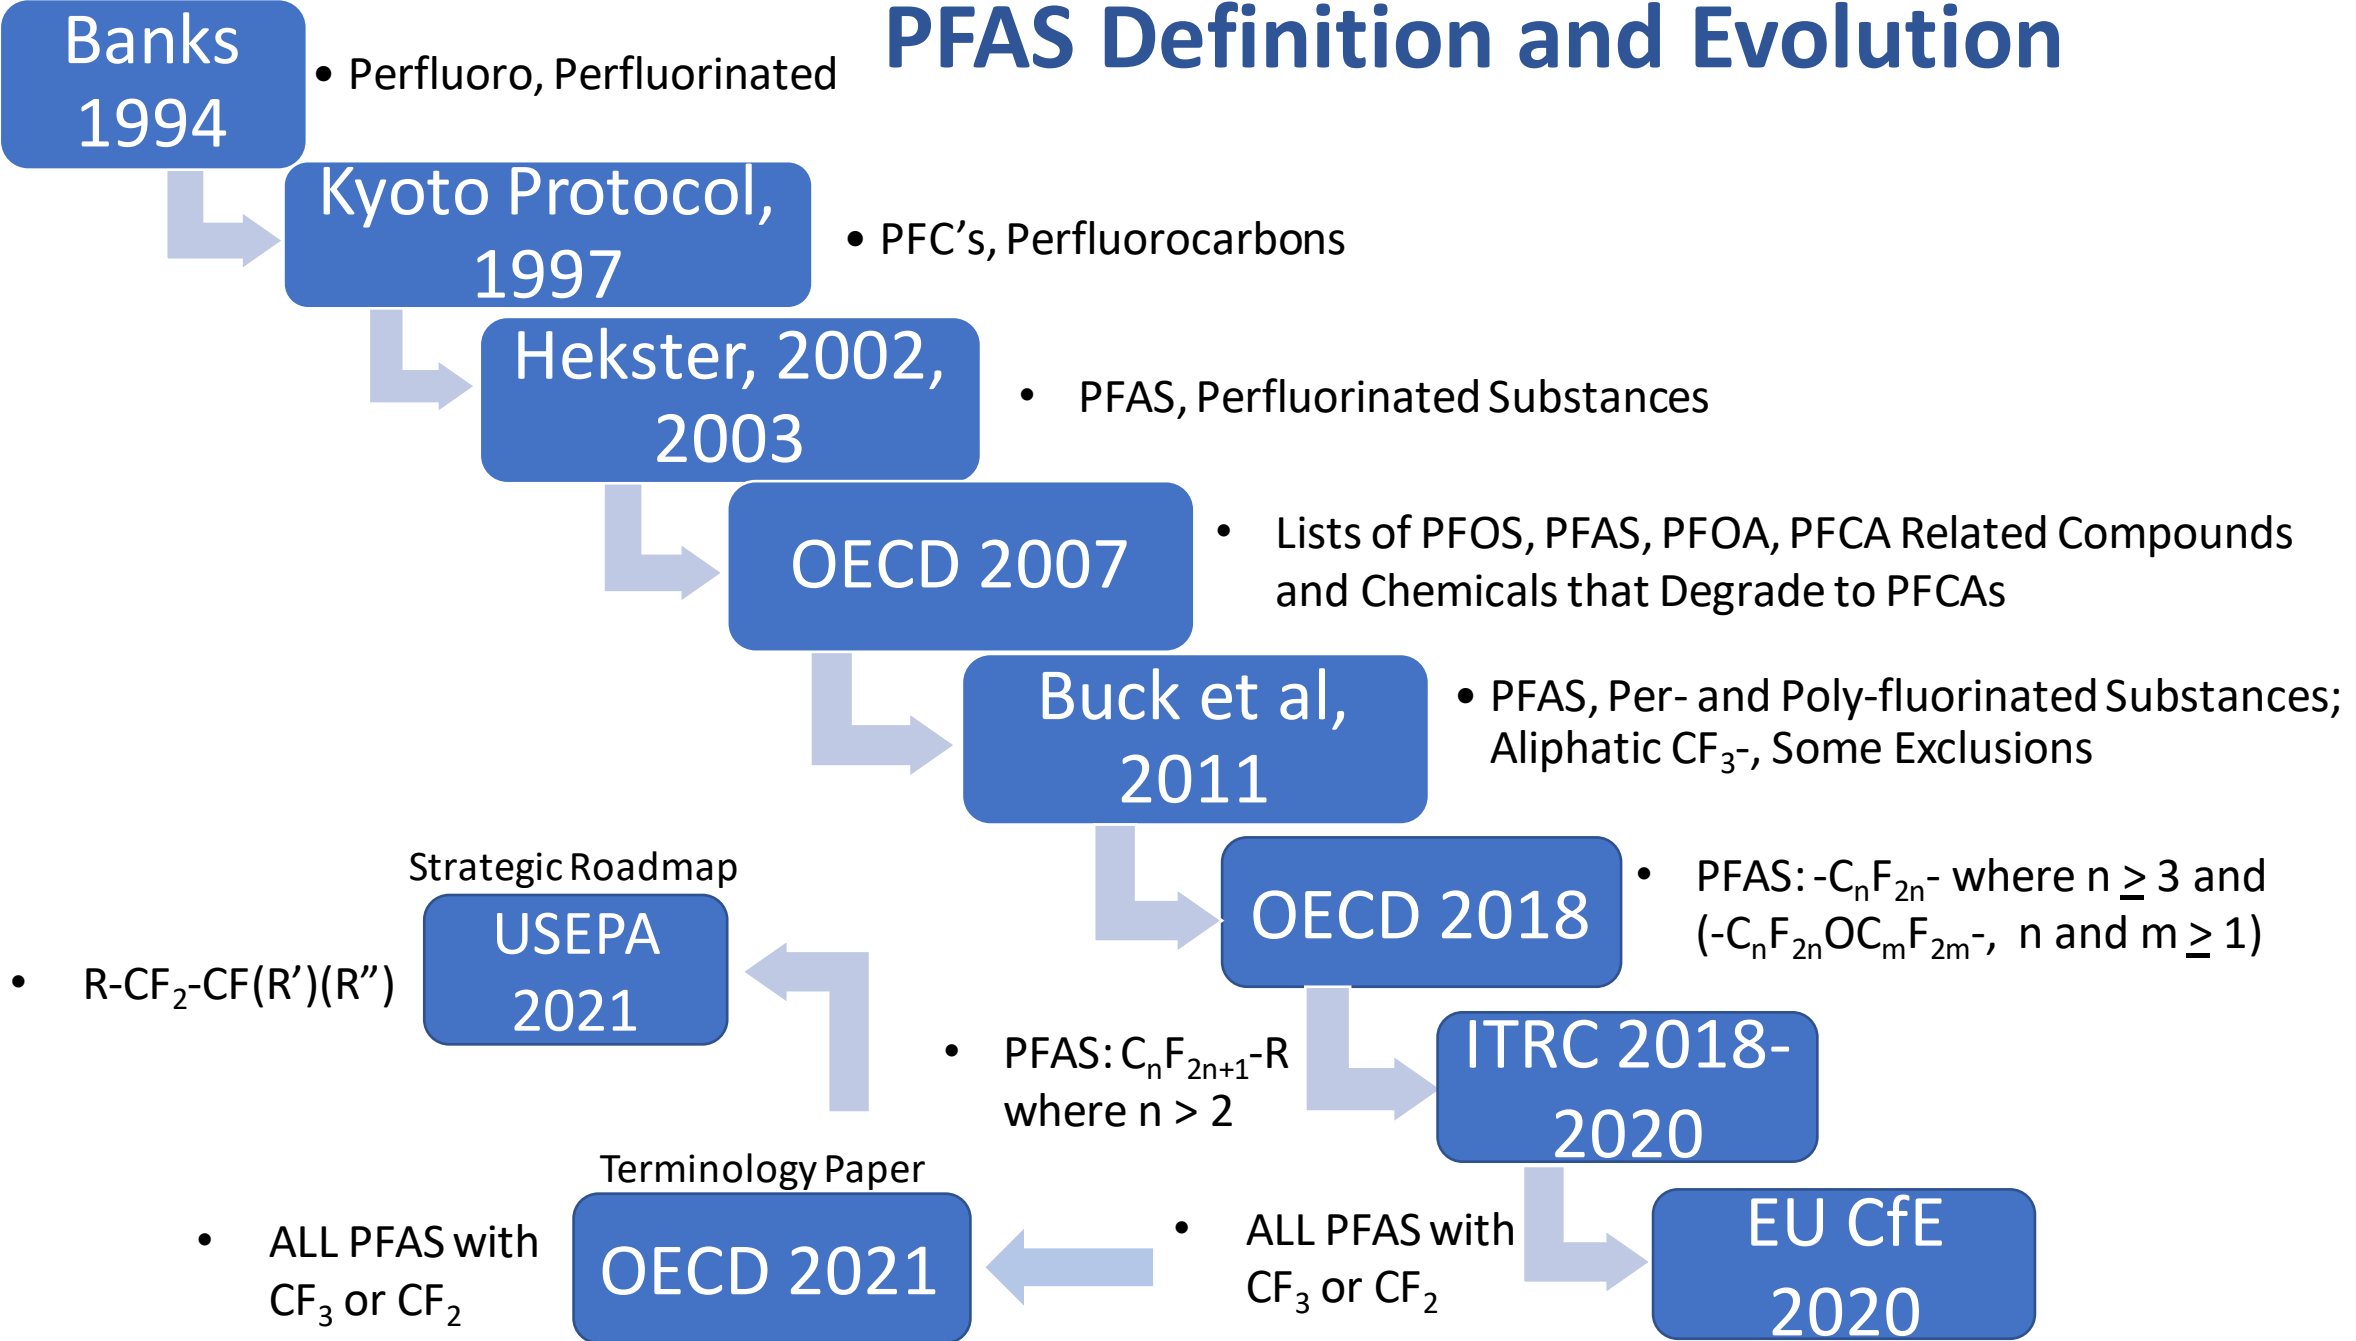 PFAS Definition and Evolution
Banks
1994
• Perfluoro, Perfluorinated
Kyoto Protocol,
1997
• PFC’s, Perfluorocarbons
Hekster, 2002,
2003
• PFAS, Perfluorinated Substances
OECD 2007
• Lists of PFOS, PFAS, PFOA, PFCA Related Compounds
and Chemicals that Degrade to PFCAs
Buck et al,
2011
• PFAS, Per- and Poly-fluorinated Substances;
Aliphatic CF₃-, Some Exclusions
OECD 2018
• PFAS: -CₙF₂ₙ- where n ≥ 3 and
(-CₙF₂ₙOCₘF₂ₘ-, n and m ≥ 1)
ITRC 2018-
2020
• PFAS: CₙF₂ₙ₊₁-R
where n > 2
EU CfE
2020
• ALL PFAS with
CF₃ or CF₂
Terminology Paper
OECD 2021
• ALL PFAS with
CF₃ or CF₂
Strategic Roadmap
USEPA
2021
• R-CF₂-CF(R’)(R”)